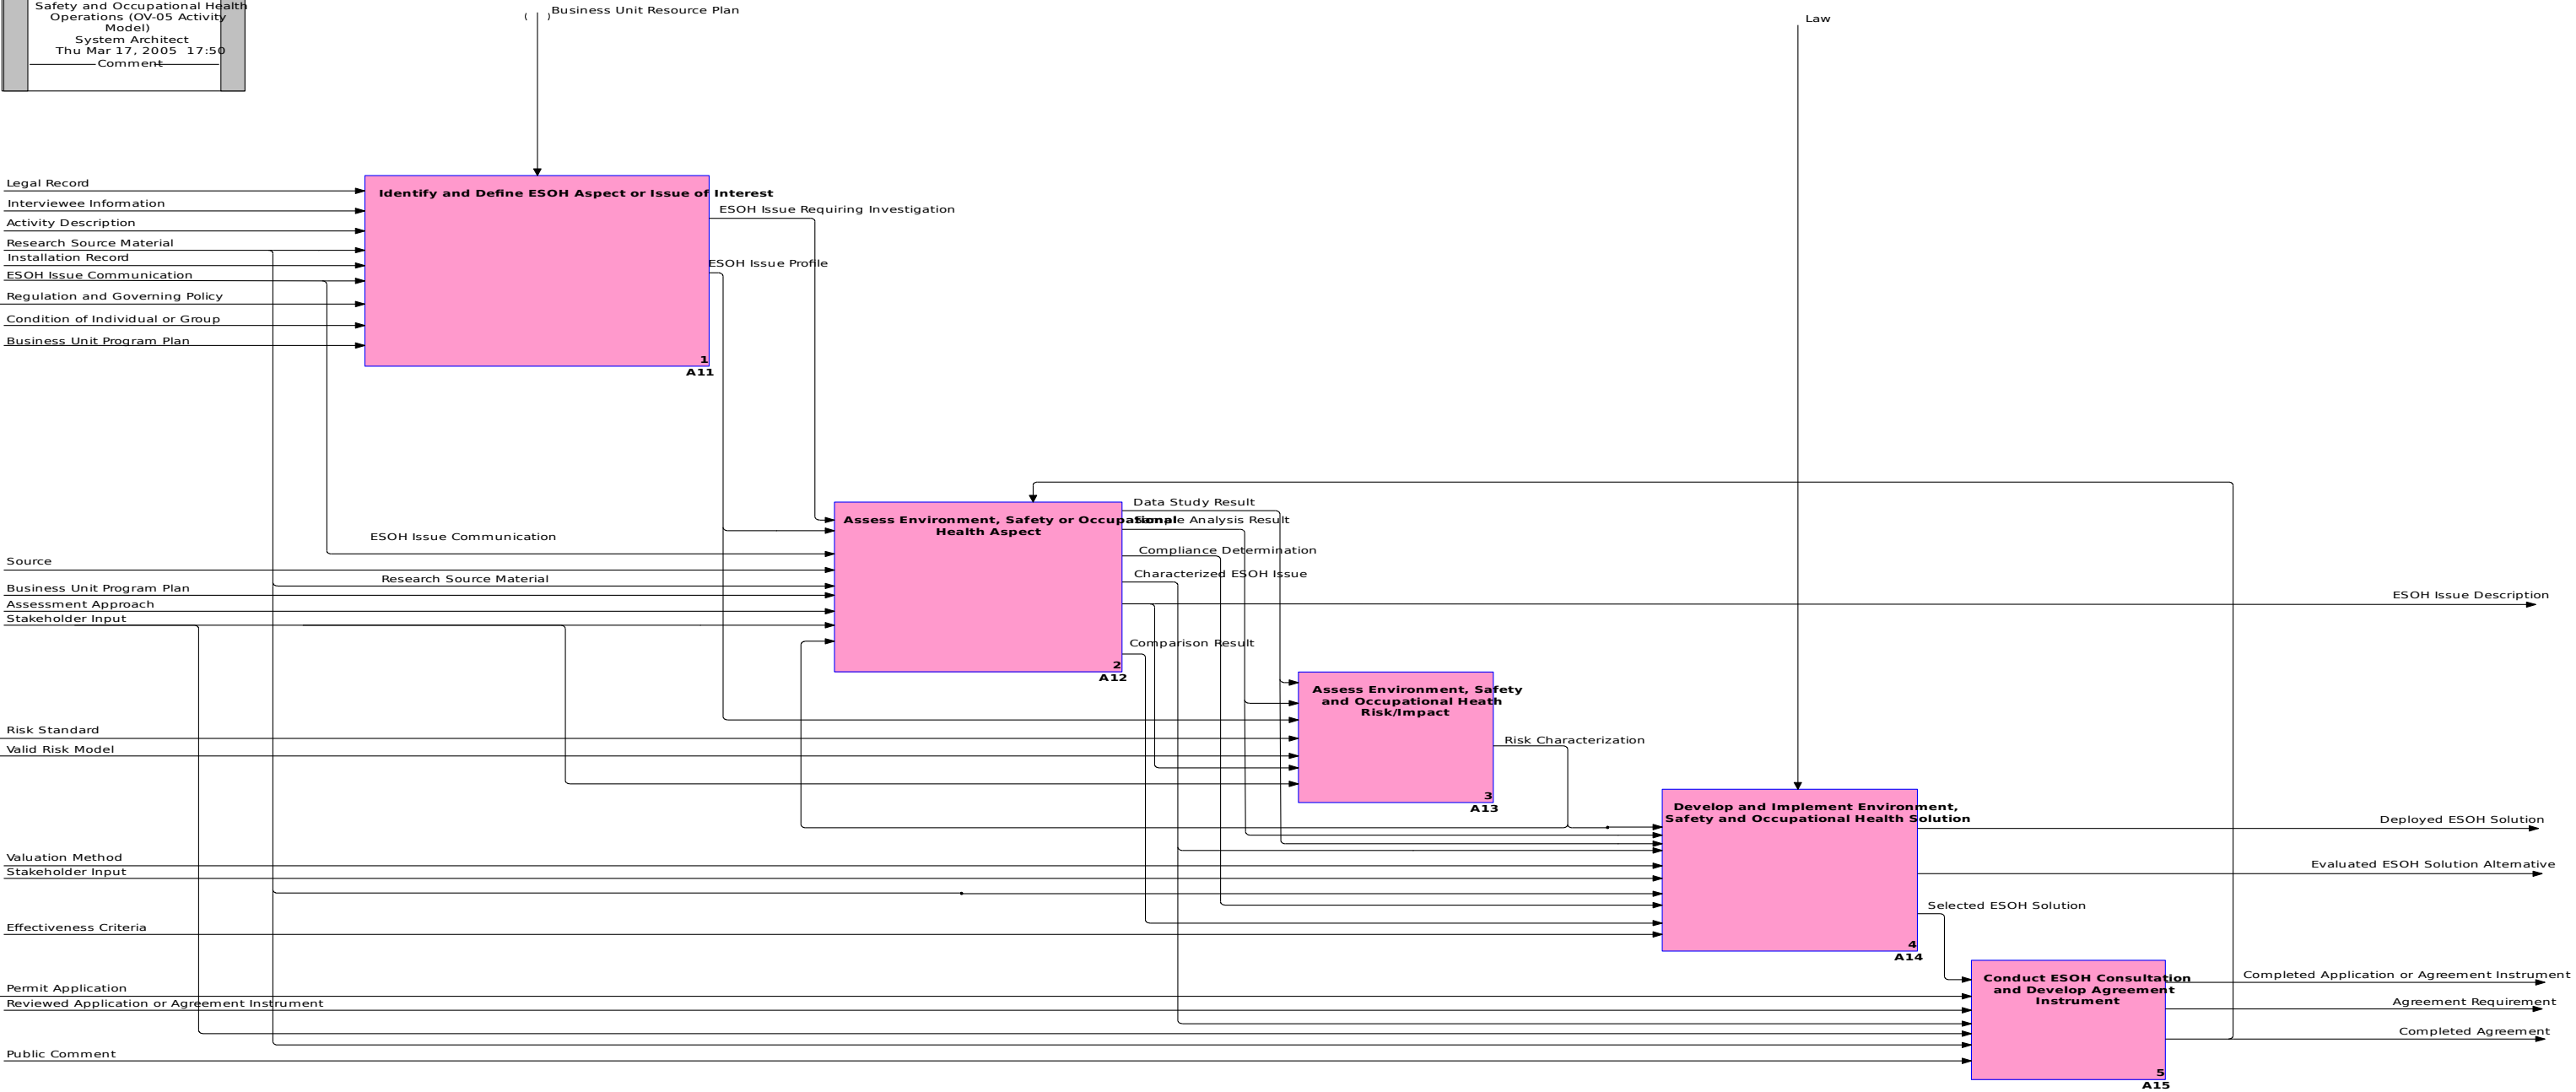 Safety and Occupational Health
Operations (OV-05 Activity
Model)
System Architect
Thu Mar 17, 2005 17:50
Comment
( )
Business Unit Resource Plan
Law
Legal Record
Interviewee Information
Activity Description
Research Source Material
Installation Record
ESOH Issue Communication
Regulation and Governing Policy
Condition of Individual or Group
Business Unit Program Plan
Identify and Define ESOH Aspect or Issue of Interest
1
A11
ESOH Issue Requiring Investigation
ESOH Issue Profile
ESOH Issue Communication
Research Source Material
Source
Business Unit Program Plan
Assessment Approach
Stakeholder Input
Assess Environment, Safety or Occupational
Health Aspect
2
A12
Data Study Result
Sample Analysis Result
Compliance Determination
Characterized ESOH Issue
ESOH Issue Description
Comparison Result
Risk Standard
Valid Risk Model
Assess Environment, Safety
and Occupational Heath
Risk/Impact
3
A13
Risk Characterization
Valuation Method
Stakeholder Input
Effectiveness Criteria
Develop and Implement Environment,
Safety and Occupational Health Solution
4
A14
Deployed ESOH Solution
Evaluated ESOH Solution Alternative
Selected ESOH Solution
Permit Application
Reviewed Application or Agreement Instrument
Public Comment
Conduct ESOH Consultation
and Develop Agreement
Instrument
5
A15
Completed Application or Agreement Instrument
Agreement Requirement
Completed Agreement